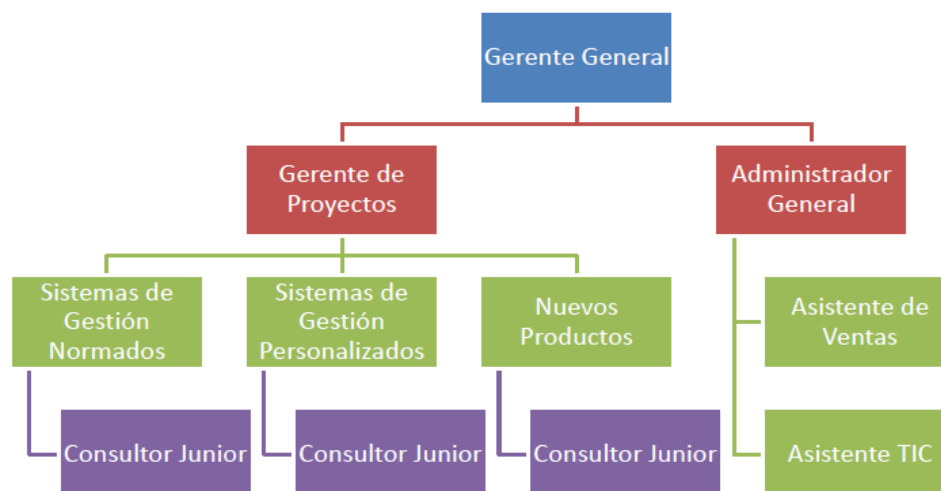 Gerente General
Gerente de
Proyectos
Administrador
General
Sistemas de
Gestión
Normados
Sistemas de
Gestión
Personalizados
Nuevos
Productos
Asistente de
Ventas
Consultor Junior
Consultor Junior
Consultor Junior
Asistente TIC